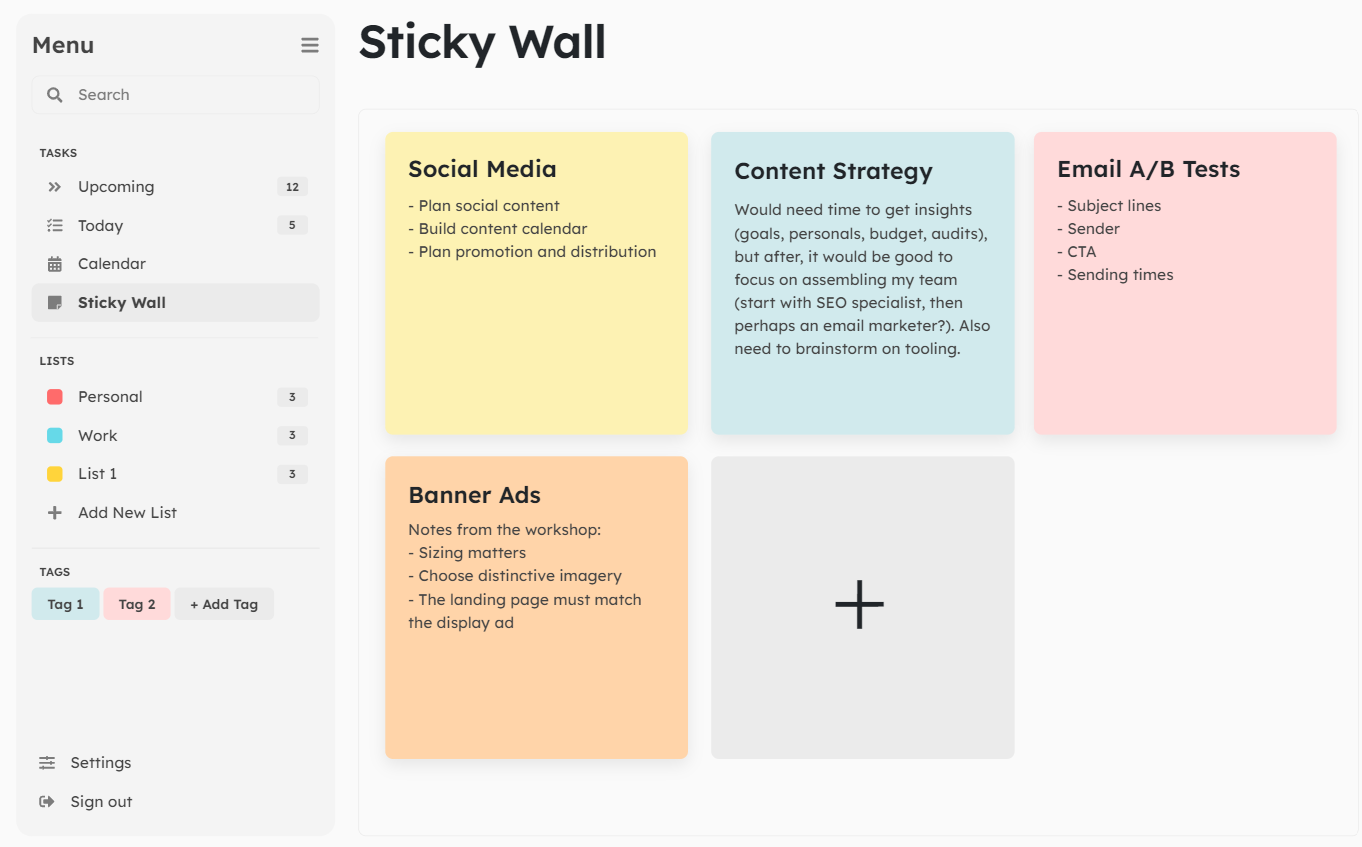 Menu
Search
TASKS
Upcoming 12
Today 5
Calendar
Sticky Wall
LISTS
Personal 3
Work 3
List 1 3
+ Add New List
TAGS
Tag 1 Tag 2 + Add Tag
Settings
Sign out
Sticky Wall
Social Media
- Plan social content
- Build content calendar
- Plan promotion and distribution
Content Strategy
Would need time to get insights
(goals, personals, budget, audits),
but after, it would be good to
focus on assembling my team
(start with SEO specialist, then
perhaps an email marketer?). Also
need to brainstorm on tooling.
Email A/B Tests
- Subject lines
- Sender
- CTA
- Sending times
Banner Ads
Notes from the workshop:
- Sizing matters
- Choose distinctive imagery
- The landing page must match
the display ad
+